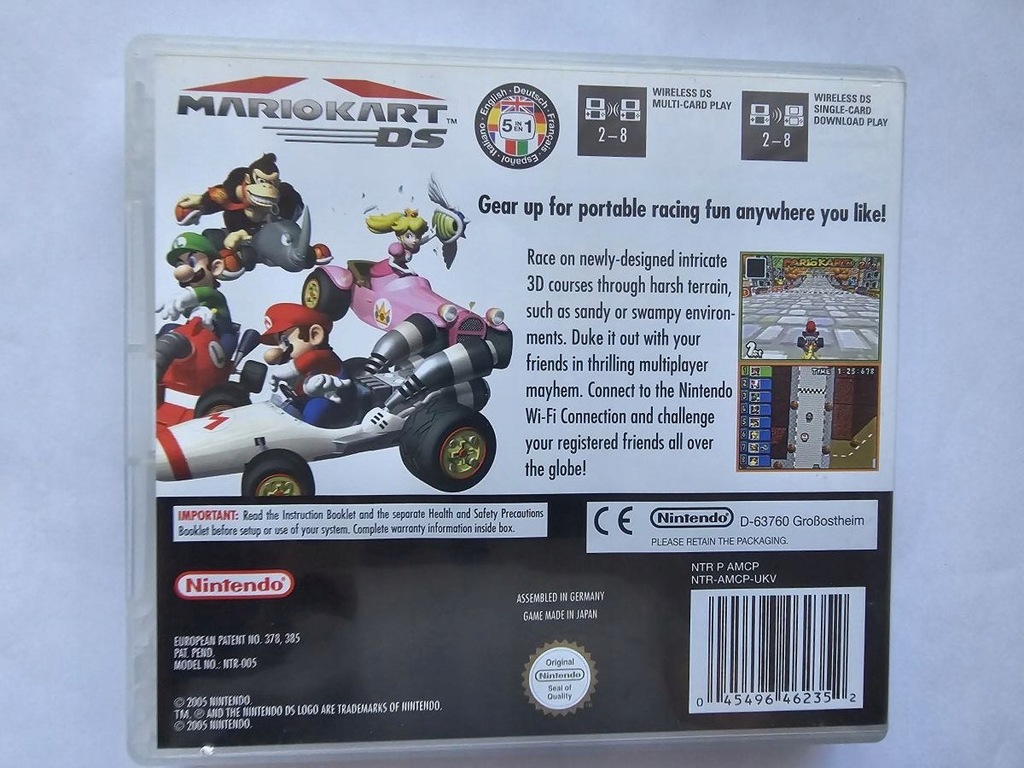 MARIOKART™
DS
English · Deutsch · Français · Español · Italiano
5 IN EN 1
WIRELESS DS
MULTI-CARD PLAY
2–8
WIRELESS DS
SINGLE-CARD
DOWNLOAD PLAY
2–8
Gear up for portable racing fun anywhere you like!
Race on newly-designed intricate
3D courses through harsh terrain,
such as sandy or swampy environ-
ments. Duke it out with your
friends in thrilling multiplayer
mayhem. Connect to the Nintendo
Wi-Fi Connection and challenge
your registered friends all over
the globe!
MARIOKART
TIME 1:25:678
M
IMPORTANT: Read the Instruction Booklet and the separate Health and Safety Precautions
Booklet before setup or use of your system. Complete warranty information inside box.
CE Nintendo® D-63760 Großostheim
PLEASE RETAIN THE PACKAGING.
NTR P AMCP
NTR-AMCP-UKV
Nintendo®
ASSEMBLED IN GERMANY
GAME MADE IN JAPAN
EUROPEAN PATENT NO. 378, 385
PAT. PEND.
MODEL NO.: NTR-005
Original
Nintendo
Seal of
Quality
© 2005 NINTENDO.
TM, ® AND THE NINTENDO DS LOGO ARE TRADEMARKS OF NINTENDO.
© 2005 NINTENDO.
0 45496 46235 2